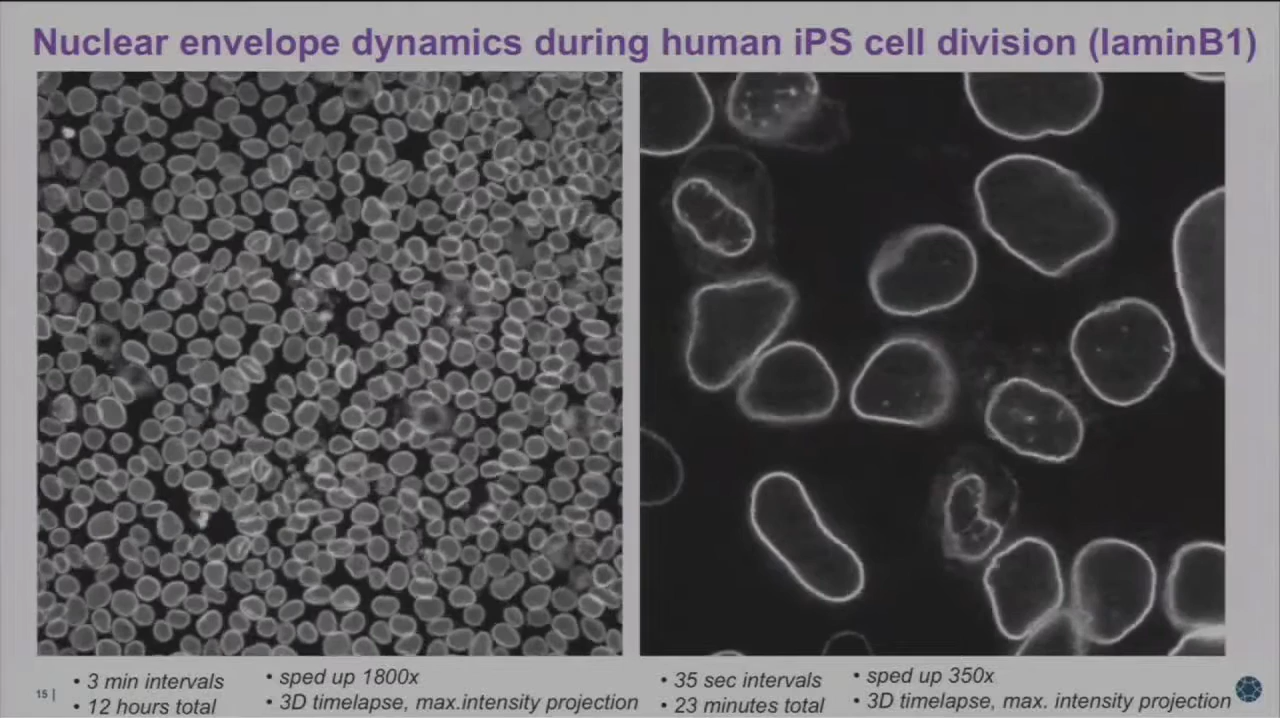 Nuclear envelope dynamics during human iPS cell division (laminB1)
• 3 min intervals
• 12 hours total
• sped up 1800x
• 3D timelapse, max.intensity projection
• 35 sec intervals
• 23 minutes total
• sped up 350x
• 3D timelapse, max. intensity projection
15 |